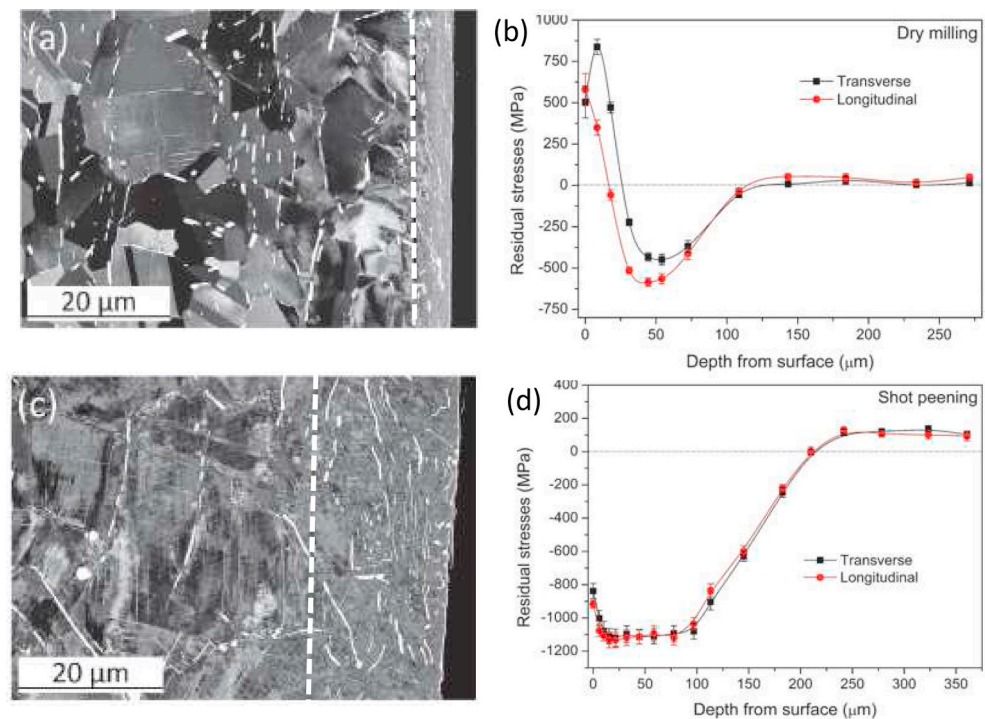 (a)
20 µm
(b)
Dry milling
Transverse
Longitudinal
Residual stresses (MPa)
1000
750
500
250
0
-250
-500
-750
0 50 100 150 200 250
Depth from surface (µm)
(c)
20 µm
(d)
Shot peening
Transverse
Longitudinal
Residual stresses (MPa)
400
200
0
-200
-400
-600
-800
-1000
-1200
0 50 100 150 200 250 300 350
Depth from surface (µm)